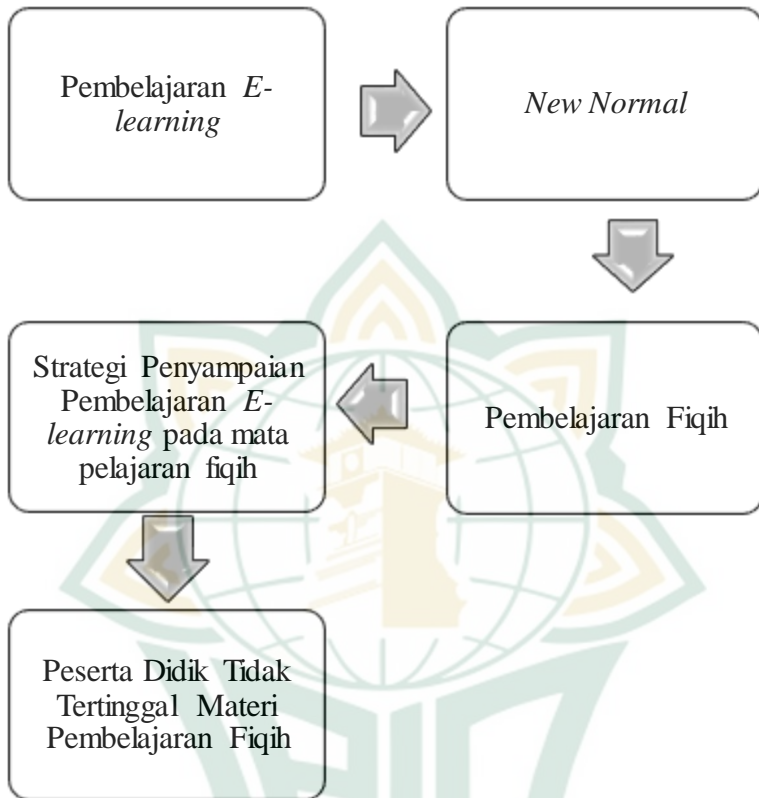 Pembelajaran E-
learning
New Normal
Strategi Penyampaian
Pembelajaran E-
learning pada mata
pelajaran fiqih
Pembelajaran Fiqih
Peserta Didik Tidak
Tertinggal Materi
Pembelajaran Fiqih